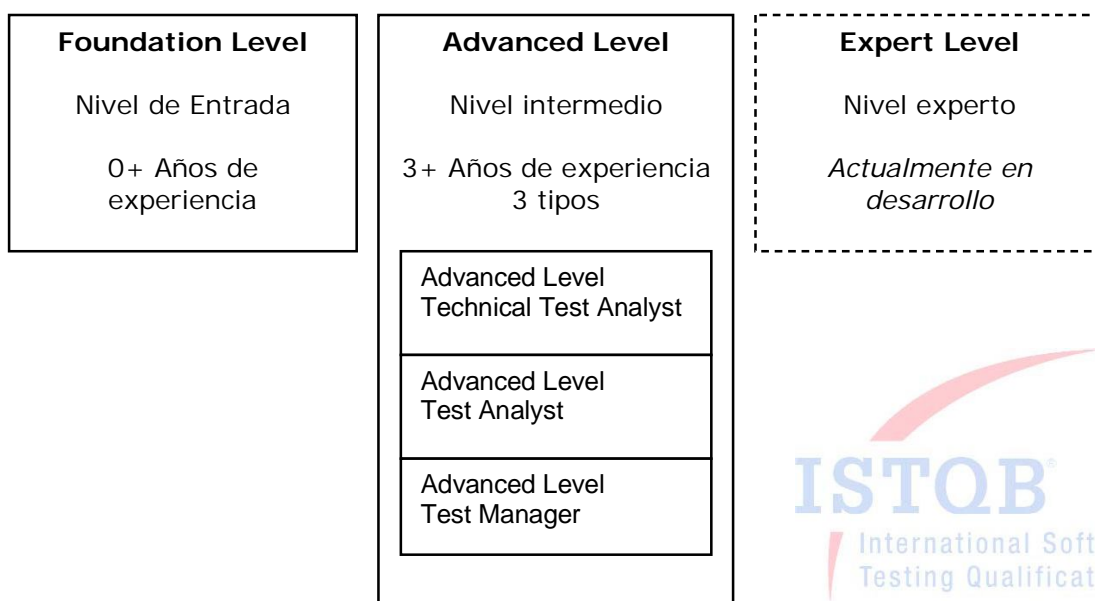 Foundation Level
Nivel de Entrada
0+ Años de
experiencia
Advanced Level
Nivel intermedio
3+ Años de experiencia
3 tipos
Advanced Level
Technical Test Analyst
Advanced Level
Test Analyst
Advanced Level
Test Manager
Expert Level
Nivel experto
Actualmente en
desarrollo
ISTQB®
International Soft
Testing Qualificat